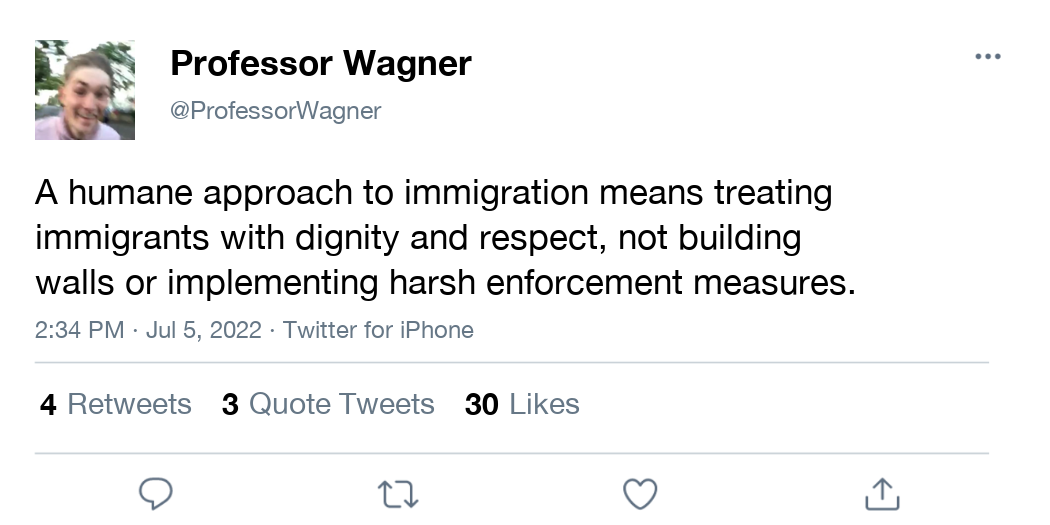 Professor Wagner
@ProfessorWagner
A humane approach to immigration means treating
immigrants with dignity and respect, not building
walls or implementing harsh enforcement measures.
2:34 PM · Jul 5, 2022 · Twitter for iPhone
4 Retweets 3 Quote Tweets 30 Likes